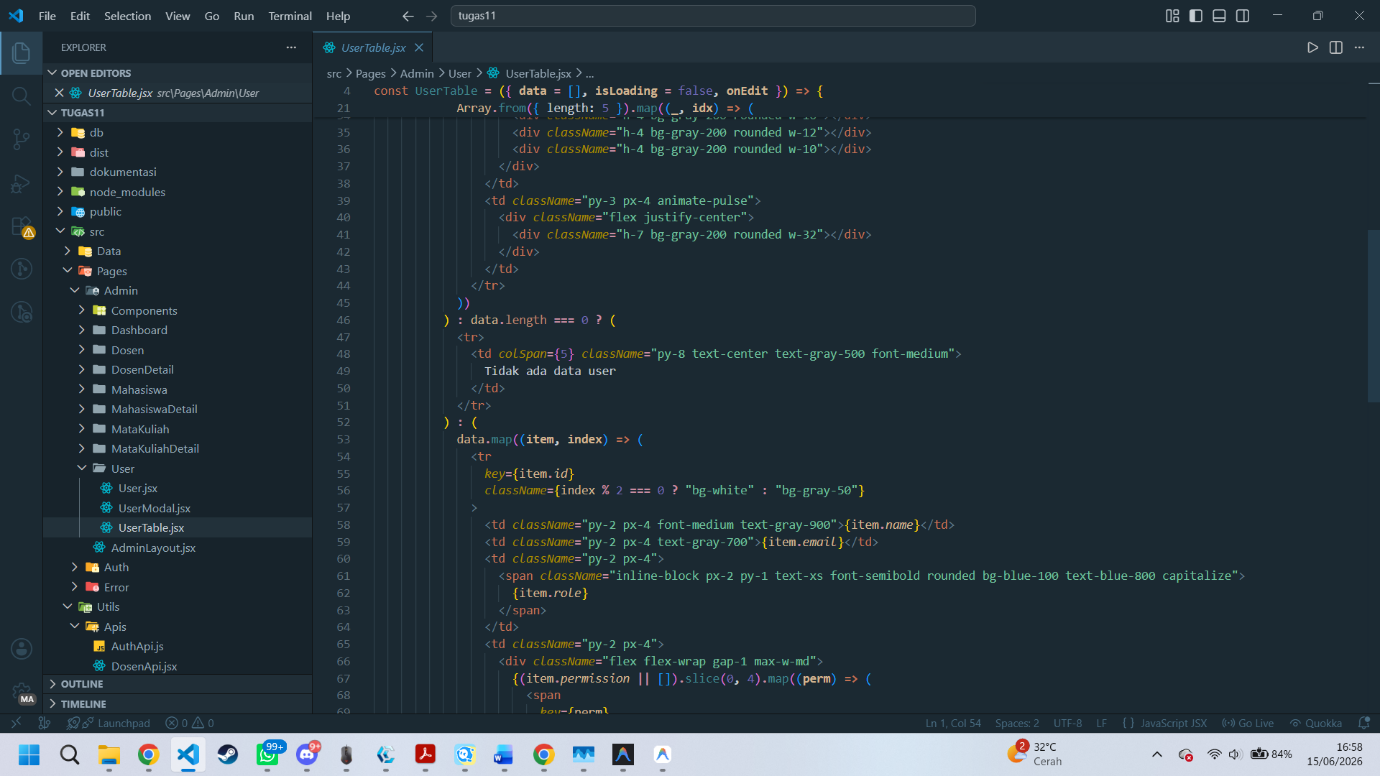 File Edit Selection View Go Run Terminal Help
tugas11
EXPLORER
OPEN EDITORS
UserTable.jsx src\Pages\Admin\User
TUGAS11
db
dist
dokumentasi
node_modules
public
src
Data
Pages
Admin
Components
Dashboard
Dosen
DosenDetail
Mahasiswa
MahasiswaDetail
MataKuliah
MataKuliahDetail
User
User.jsx
UserModal.jsx
UserTable.jsx
AdminLayout.jsx
Auth
Error
Utils
Apis
AuthApi.js
DosenApi.jsx
OUTLINE
TIMELINE
MA
UserTable.jsx
src > Pages > Admin > User > UserTable.jsx > ...
4 const UserTable = ({ data = [], isLoading = false, onEdit }) => {
21 Array.from({ length: 5 }).map((_, idx) => (
35 <div className="h-4 bg-gray-200 rounded w-12"></div>
36 <div className="h-4 bg-gray-200 rounded w-10"></div>
37 </div>
38 </td>
39 <td className="py-3 px-4 animate-pulse">
40 <div className="flex justify-center">
41 <div className="h-7 bg-gray-200 rounded w-32"></div>
42 </div>
43 </td>
44 </tr>
45 ))
46 ) : data.length === 0 ? (
47 <tr>
48 <td colSpan={5} className="py-8 text-center text-gray-500 font-medium">
49 Tidak ada data user
50 </td>
51 </tr>
52 ) : (
53 data.map((item, index) => (
54 <tr
55 key={item.id}
56 className={index % 2 === 0 ? "bg-white" : "bg-gray-50"}
57 >
58 <td className="py-2 px-4 font-medium text-gray-900">{item.name}</td>
59 <td className="py-2 px-4 text-gray-700">{item.email}</td>
60 <td className="py-2 px-4">
61 <span className="inline-block px-2 py-1 text-xs font-semibold rounded bg-blue-100 text-blue-800 capitalize">
62 {item.role}
63 </span>
64 </td>
65 <td className="py-2 px-4">
66 <div className="flex flex-wrap gap-1 max-w-md">
67 {(item.permission || []).slice(0, 4).map((perm) => (
68 <span
69 key={perm}
Launchpad 0 0
Ln 1, Col 54 Spaces: 2 UTF-8 LF { } JavaScript JSX Go Live Quokka
99+
9+
2
32°C
Cerah
84%
16:58
15/06/2026